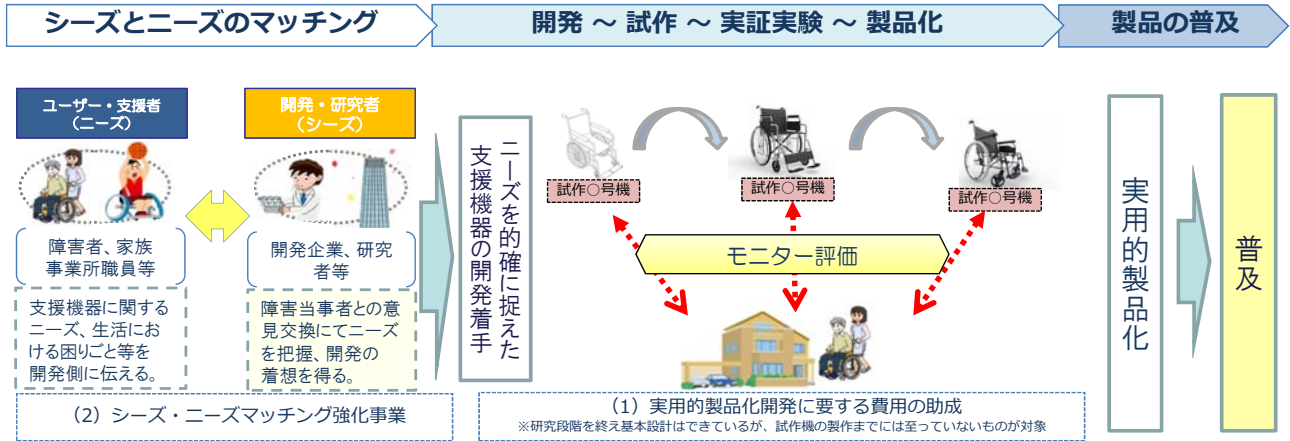 シーズとニーズのマッチング
開発 ～ 試作 ～ 実証実験 ～ 製品化
製品の普及
ユーザー・支援者
（ニーズ）
障害者、家族
事業所職員等
支援機器に関する
ニーズ、生活にお
ける困りごと等を
開発側に伝える。
開発・研究者
（シーズ）
開発企業、研究
者等
障害当事者との意
見交換にてニーズ
を把握、開発の
着想を得る。
（2）シーズ・ニーズマッチング強化事業
ニーズを的確に捉えた
支援機器の開発着手
試作○号機
試作○号機
試作○号機
モニター評価
（1）実用的製品化開発に要する費用の助成
※研究段階を終え基本設計はできているが、試作機の製作までには至っていないものが対象
実用的製品化
普及